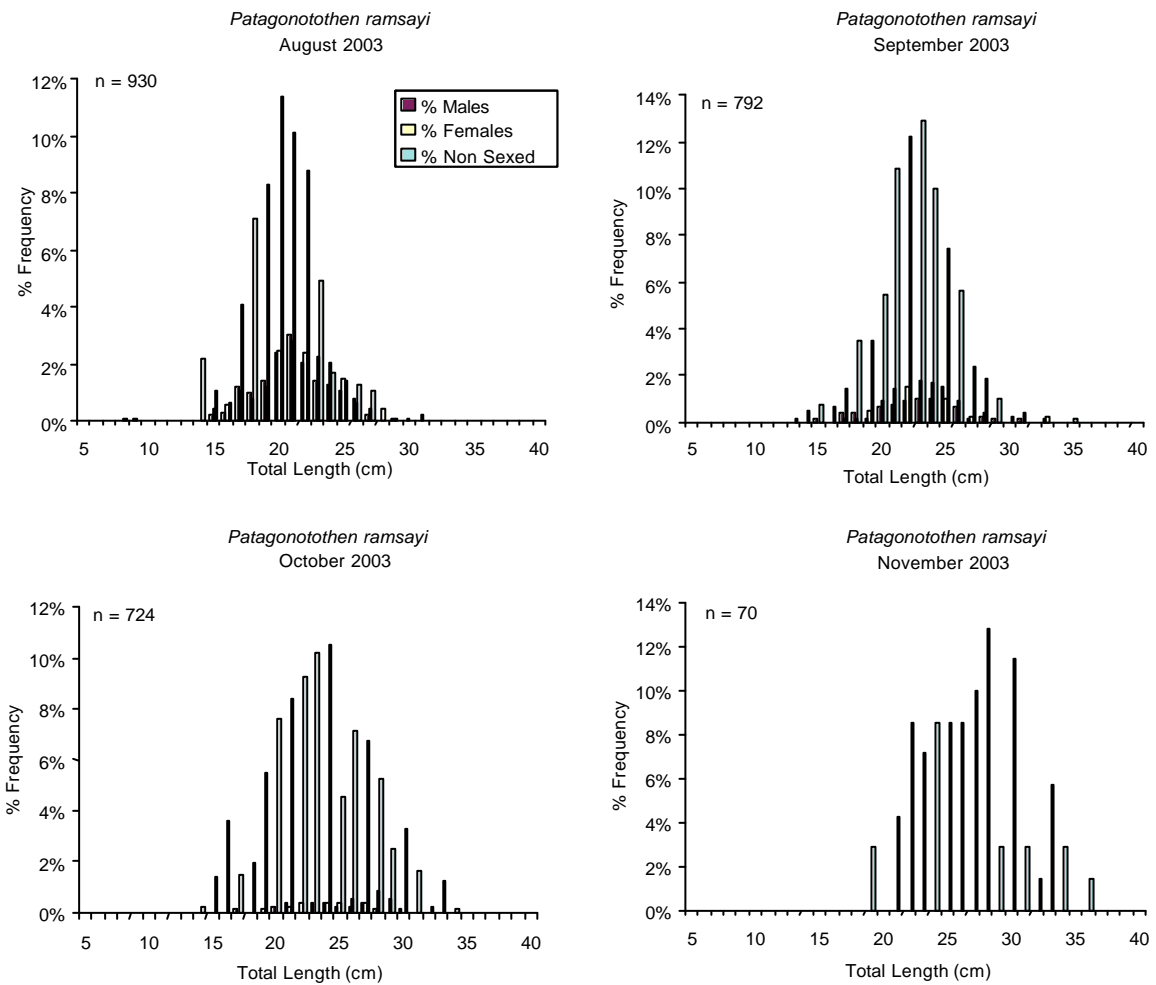 Patagonotothen ramsayi
August 2003
n = 930
% Males
% Females
% Non Sexed
12%
10%
8%
6%
4%
2%
0%
% Frequency
5 10 15 20 25 30 35 40
Total Length (cm)
Patagonotothen ramsayi
September 2003
n = 792
14%
12%
10%
8%
6%
4%
2%
0%
% Frequency
5 10 15 20 25 30 35 40
Total Length (cm)
Patagonotothen ramsayi
October 2003
n = 724
12%
10%
8%
6%
4%
2%
0%
% Frequency
5 10 15 20 25 30 35 40
Total Length (cm)
Patagonotothen ramsayi
November 2003
n = 70
14%
12%
10%
8%
6%
4%
2%
0%
% Frequency
5 10 15 20 25 30 35 40
Total Length (cm)